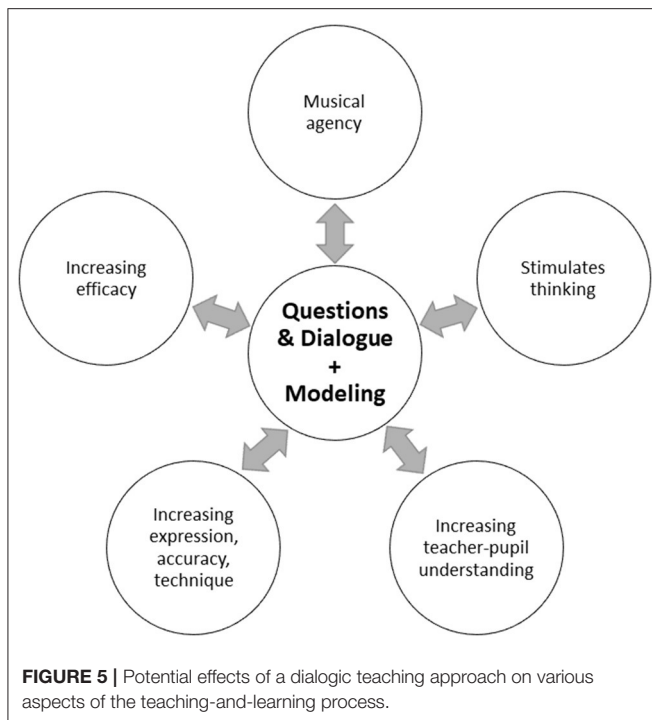 Musical
agency
Increasing
efficacy
Stimulates
thinking
Questions
& Dialogue
+
Modeling
Increasing
expression,
accuracy,
technique
Increasing
teacher-pupil
understanding
FIGURE 5 | Potential effects of a dialogic teaching approach on various
aspects of the teaching-and-learning process.